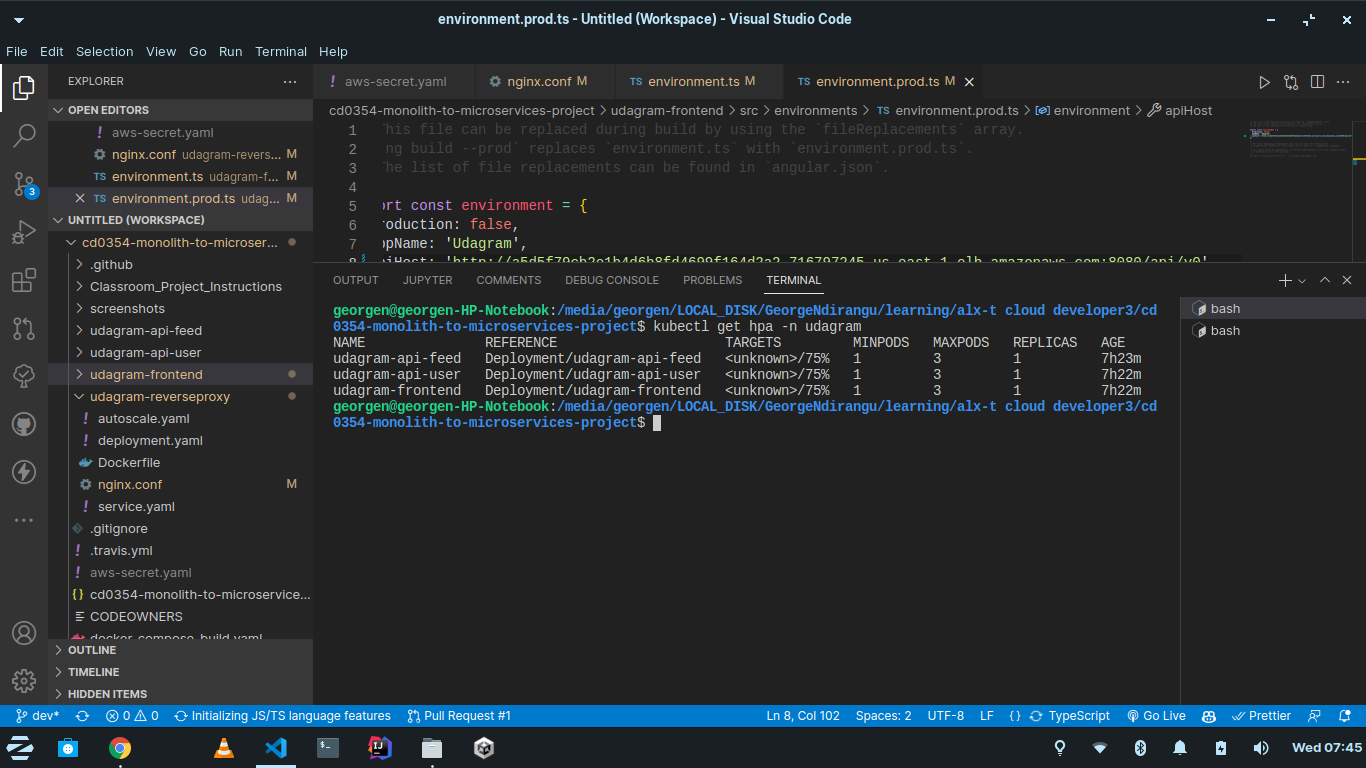 environment.prod.ts - Untitled (Workspace) - Visual Studio Code
File Edit Selection View Go Run Terminal Help
EXPLORER
OPEN EDITORS
aws-secret.yaml
nginx.conf udagram-revers... M
environment.ts udagram-f... M
environment.prod.ts udag... M
UNTITLED (WORKSPACE)
cd0354-monolith-to-microser...
.github
Classroom_Project_Instructions
screenshots
udagram-api-feed
udagram-api-user
udagram-frontend
udagram-reverseproxy
autoscale.yaml
deployment.yaml
Dockerfile
nginx.conf M
service.yaml
.gitignore
.travis.yml
aws-secret.yaml
cd0354-monolith-to-microservice...
CODEOWNERS
docker-compose-build.yaml
OUTLINE
TIMELINE
HIDDEN ITEMS
3
aws-secret.yaml nginx.conf M TS environment.ts M TS environment.prod.ts M
cd0354-monolith-to-microservices-project > udagram-frontend > src > environments > TS environment.prod.ts > environment > apiHost
1 his file can be replaced during build by using the `fileReplacements` array.
2 ng build --prod` replaces `environment.ts` with `environment.prod.ts`.
3 he list of file replacements can be found in `angular.json`.
4
5 ort const environment = {
6 roduction: false,
7 ppName: 'Udagram',
8
OUTPUT JUPYTER COMMENTS DEBUG CONSOLE PROBLEMS TERMINAL
georgen@georgen-HP-Notebook:/media/georgen/LOCAL_DISK/GeorgeNdirangu/learning/alx-t cloud developer3/cd
0354-monolith-to-microservices-project$ kubectl get hpa -n udagram
NAME REFERENCE TARGETS MINPODS MAXPODS REPLICAS AGE
udagram-api-feed Deployment/udagram-api-feed <unknown>/75% 1 3 1 7h23m
udagram-api-user Deployment/udagram-api-user <unknown>/75% 1 3 1 7h22m
udagram-frontend Deployment/udagram-frontend <unknown>/75% 1 3 1 7h22m
georgen@georgen-HP-Notebook:/media/georgen/LOCAL_DISK/GeorgeNdirangu/learning/alx-t cloud developer3/cd
0354-monolith-to-microservices-project$
bash
bash
dev* 0 0 Initializing JS/TS language features Pull Request #1 Ln 8, Col 102 Spaces: 2 UTF-8 LF {} TypeScript Go Live Prettier
Wed 07:45